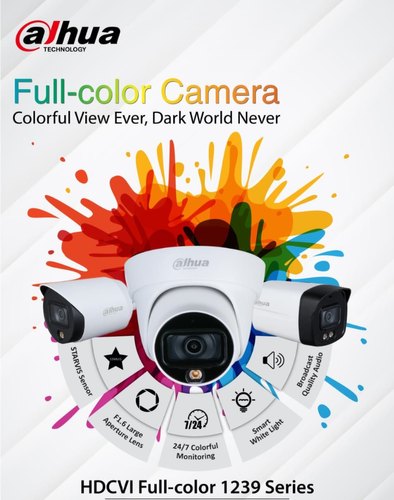 alhua
TECHNOLOGY
Full-color Camera
Colorful View Ever, Dark World Never
alhua
STARVIS Sensor
F1.6 Large
Aperture Lens
7/24
24/7 Colorful
Monitoring
Smart
White Light
Broadcast
Quality Audio
HDCVI Full-color 1239 Series